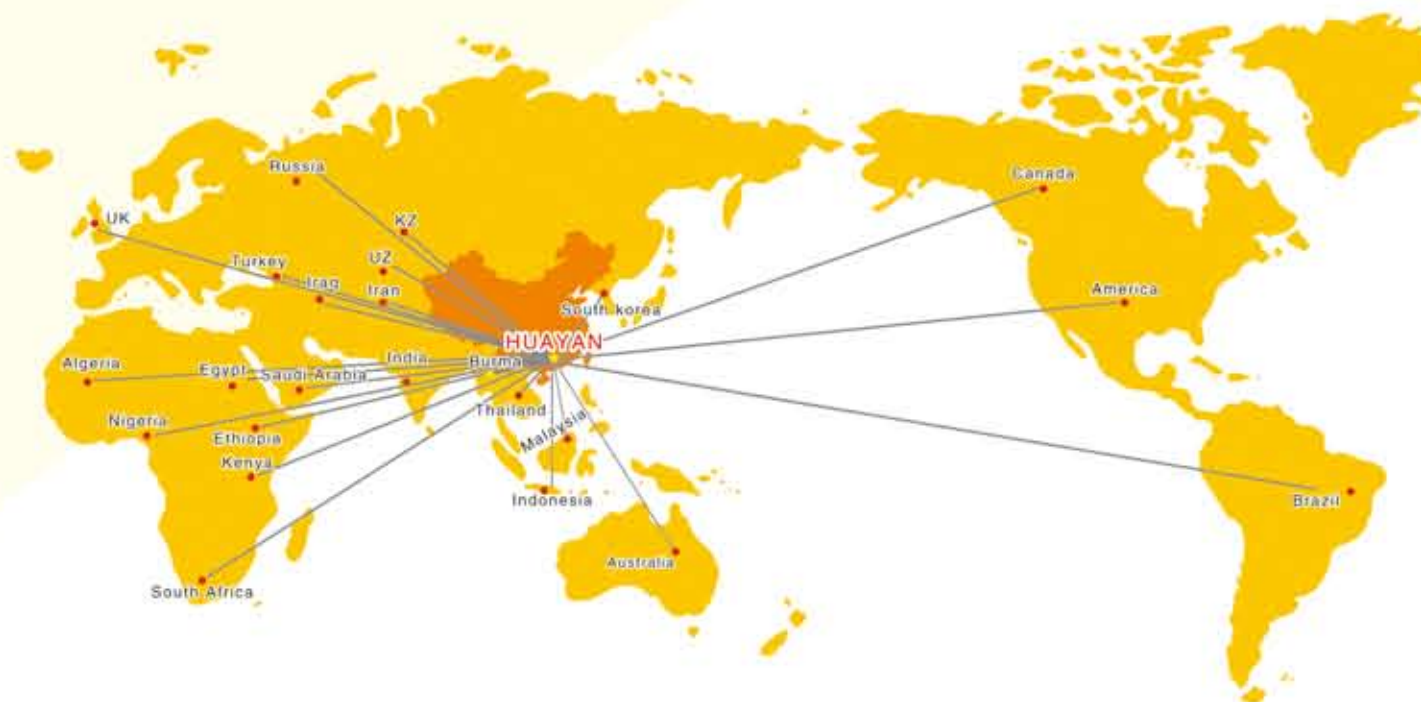 Russia
Canada
UK
KZ
UZ
Turkey
Irag
Iran
America
South korea
HUAYAN
Algeria
Egypt
Saudi Arabia
India
Burma
Thailand
Nigeria
Ethiopia
Malaysia
Kenya
Indonesia
Brazil
Australia
South Africa